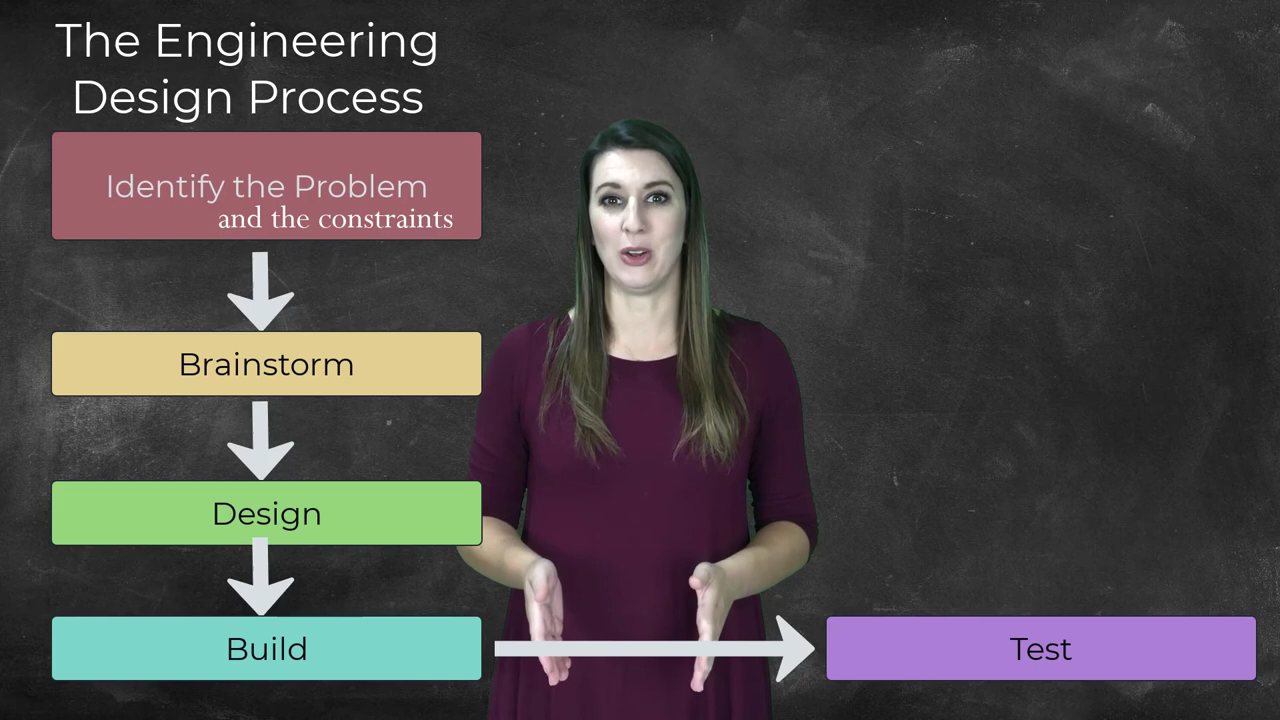 The Engineering
Design Process
Identify the Problem
and the constraints
Brainstorm
Design
Build
Test